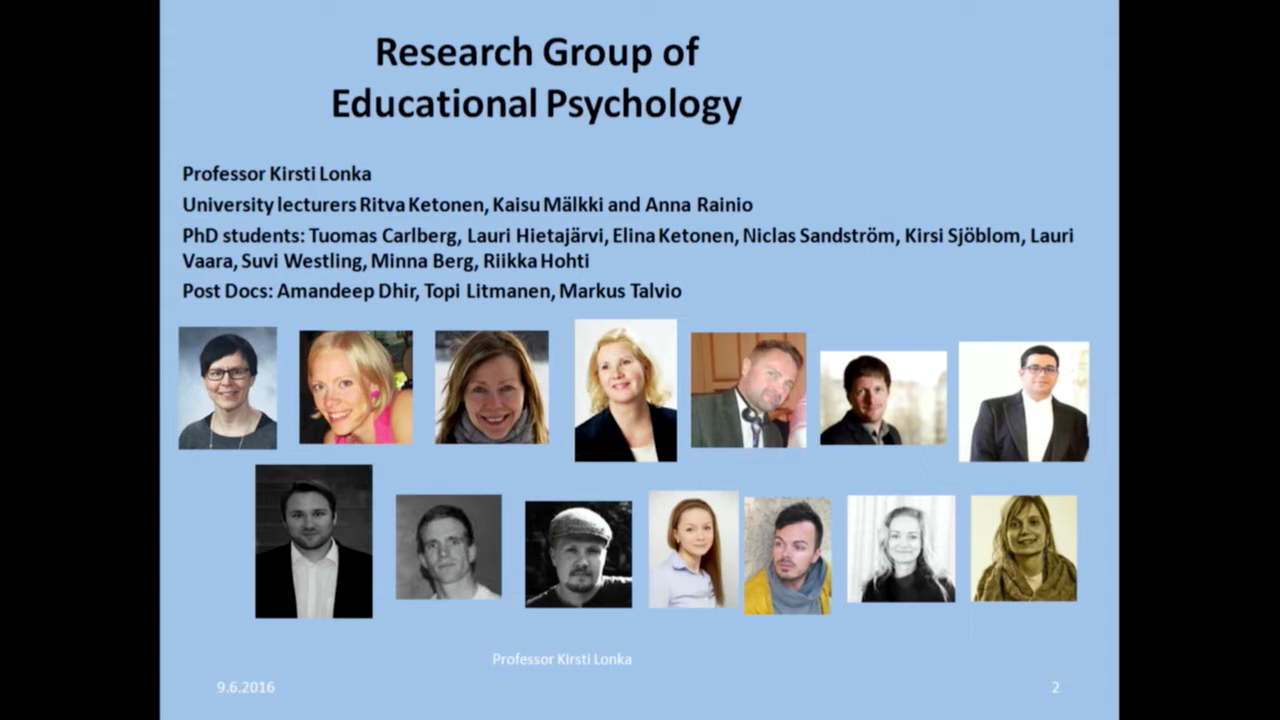 Research Group of
Educational Psychology
Professor Kirsti Lonka
University lecturers Ritva Ketonen, Kaisu Mälkki and Anna Rainio
PhD students: Tuomas Carlberg, Lauri Hietajärvi, Elina Ketonen, Niclas Sandström, Kirsi Sjöblom, Lauri
Vaara, Suvi Westling, Minna Berg, Riikka Hohti
Post Docs: Amandeep Dhir, Topi Litmanen, Markus Talvio
Professor Kirsti Lonka
9.6.2016
2